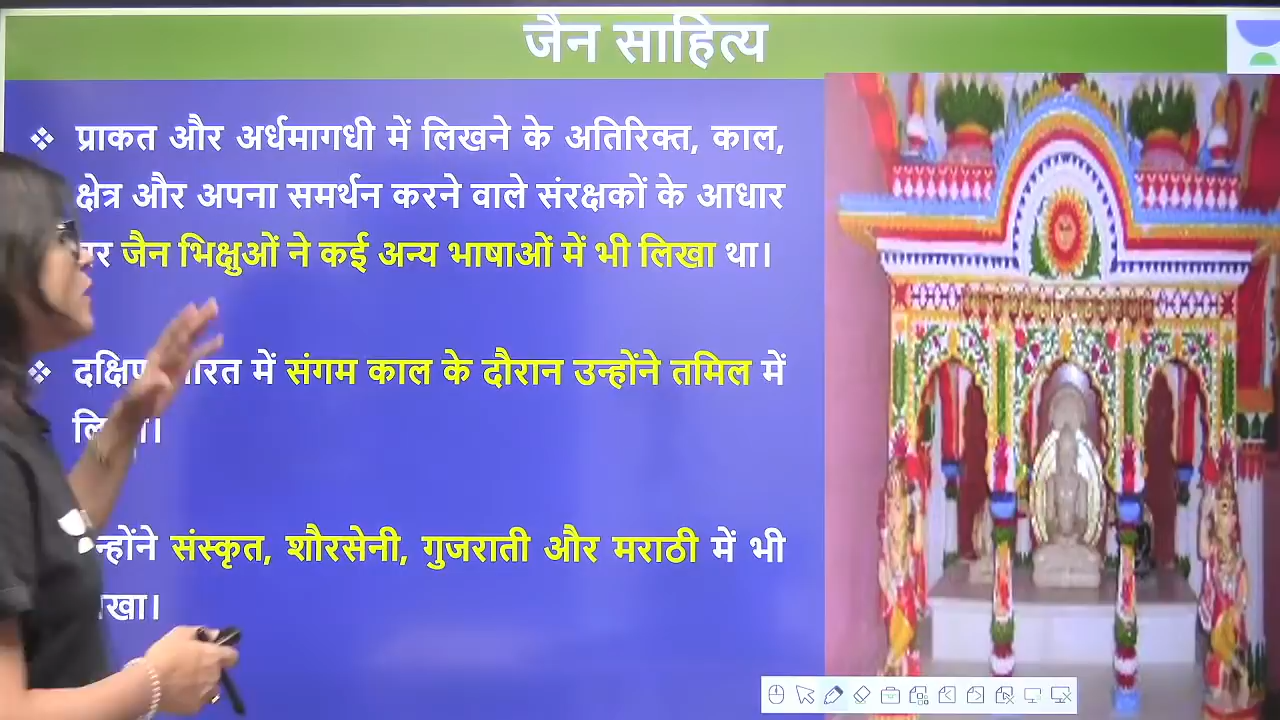 जैन साहित्य
प्राकत और अर्धमागधी में लिखने के अतिरिक्त, काल,
क्षेत्र और अपना समर्थन करने वाले संरक्षकों के आधार
जैन भिक्षुओं ने कई अन्य भाषाओं में भी लिखा था।
में संगम काल के दौरान उन्होंने तमिल में
संस्कृत, शौरसेनी, गुजराती और मराठी में भी